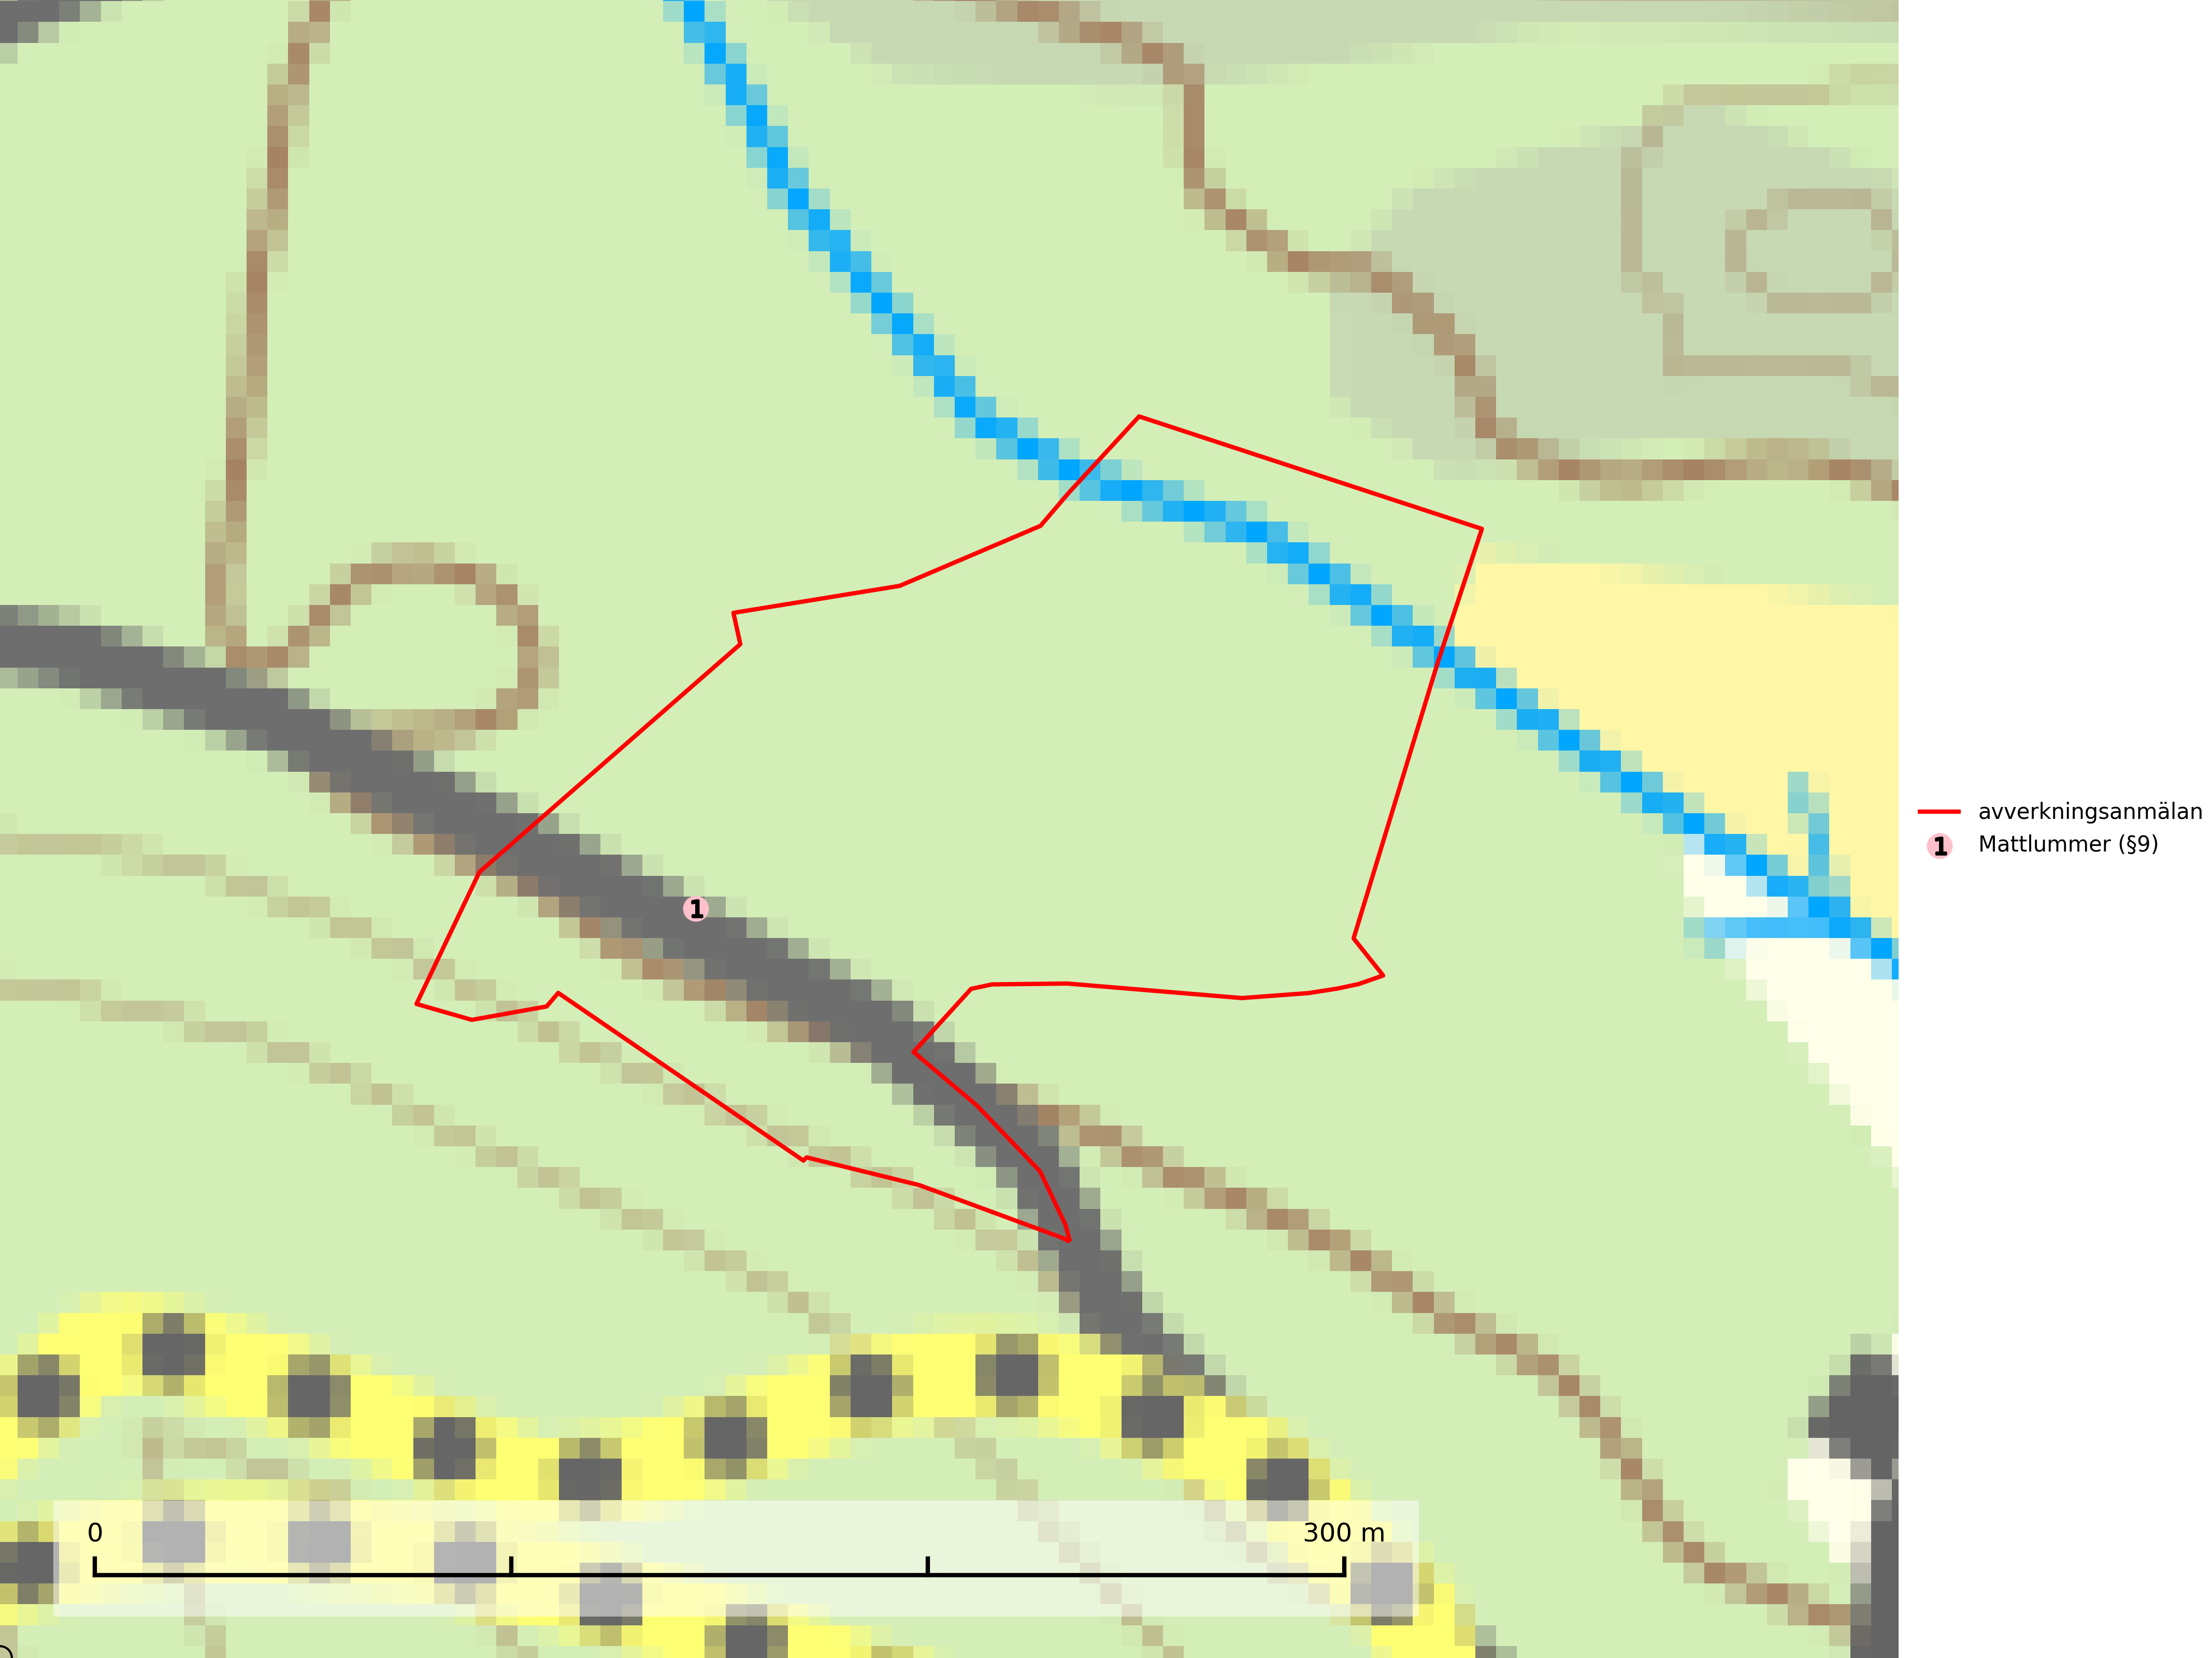 1
avverkningsanmälan
1 Mattlummer (§9)
0 300 m